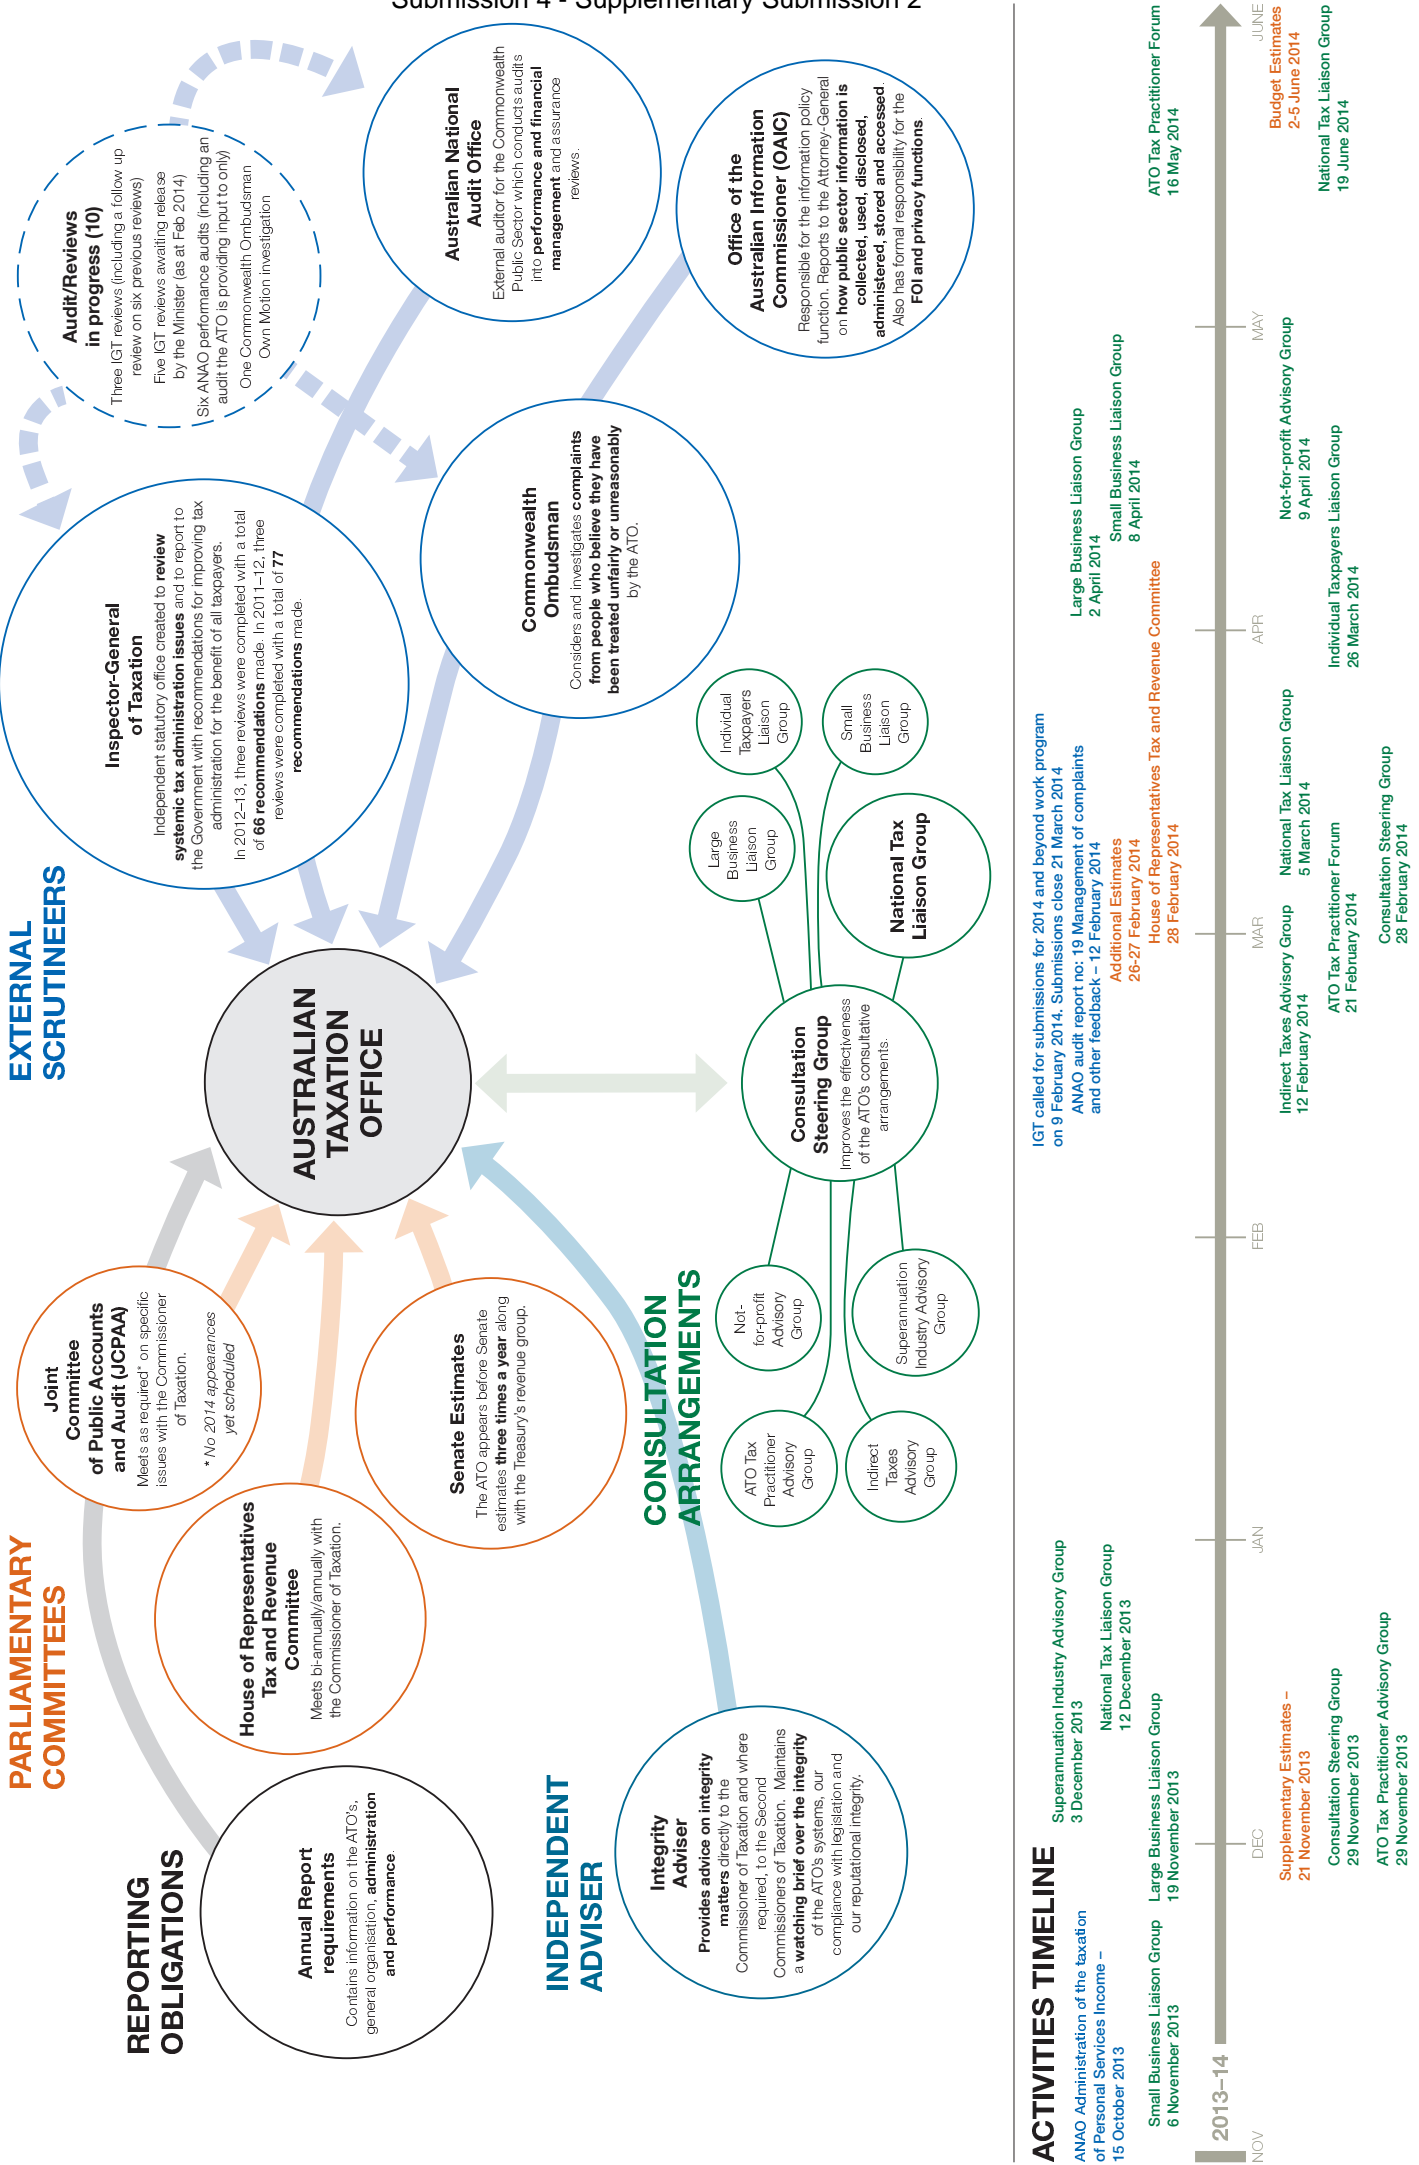 Submission 4 - Supplementary Submission 2
REPORTING
OBLIGATIONS
Annual Report
requirements
Contains information on the ATO's,
general organisation, administration
and performance.
PARLIAMENTARY
COMMITTEES
Joint
Committee
of Public Accounts
and Audit (JCPAA)
Meets as required* on specific
issues with the Commissioner
of Taxation.
* No 2014 appearances
yet scheduled
House of Representatives
Tax and Revenue
Committee
Meets bi-annually/annually with
the Commissioner of Taxation.
Senate Estimates
The ATO appears before Senate
estimates three times a year along
with the Treasury's revenue group.
INDEPENDENT
ADVISER
Integrity
Adviser
Provides advice on integrity
matters directly to the
Commissioner of Taxation and where
required, to the Second
Commissioners of Taxation. Maintains
a watching brief over the integrity
of the ATO's systems, our
compliance with legislation and
our reputational integrity.
AUSTRALIAN
TAXATION
OFFICE
EXTERNAL
SCRUTINEERS
Inspector-General
of Taxation
Independent statutory office created to review
systemic tax administration issues and to report to
the Government with recommendations for improving tax
administration for the benefit of all taxpayers.
In 2012–13, three reviews were completed with a total
of 66 recommendations made. In 2011–12, three
reviews were completed with a total of 77
recommendations made.
Audit/Reviews
in progress (10)
Three IGT reviews (including a follow up
review on six previous reviews)
Five IGT reviews awaiting release
by the Minister (as at Feb 2014)
Six ANAO performance audits (including an
audit the ATO is providing input to only)
One Commonwealth Ombudsman
Own Motion investigation
Commonwealth
Ombudsman
Considers and investigates complaints
from people who believe they have
been treated unfairly or unreasonably
by the ATO.
Australian National
Audit Office
External auditor for the Commonwealth
Public Sector which conducts audits
into performance and financial
management and assurance
reviews.
Office of the
Australian Information
Commissioner (OAIC)
Responsible for the information policy
function. Reports to the Attorney-General
on how public sector information is
collected, used, disclosed,
administered, stored and accessed.
Also has formal responsibility for the
FOI and privacy functions.
CONSULTATION
ARRANGEMENTS
ATO Tax
Practitioner
Advisory
Group
Indirect
Taxes
Advisory
Group
Not-
for-profit
Advisory
Group
Superannuation
Industry Advisory
Group
Consultation
Steering Group
Improves the effectiveness
of the ATO's consultative
arrangements.
Large
Business
Liaison
Group
National Tax
Liaison Group
Individual
Taxpayers
Liaison
Group
Small
Business
Liaison
Group
ACTIVITIES TIMELINE
ANAO Administration of the taxation
of Personal Services Income –
15 October 2013
Small Business Liaison Group
6 November 2013
Large Business Liaison Group
19 November 2013
Superannuation Industry Advisory Group
3 December 2013
National Tax Liaison Group
12 December 2013
IGT called for submissions for 2014 and beyond work program
on 9 February 2014. Submissions close 21 March 2014
ANAO audit report no: 19 Management of complaints
and other feedback – 12 February 2014
Additional Estimates
26-27 February 2014
House of Representatives Tax and Revenue Committee
28 February 2014
Large Business Liaison Group
2 April 2014
Small Business Liaison Group
8 April 2014
ATO Tax Practitioner Forum
16 May 2014
2013–14
NOV
DEC
JAN
FEB
MAR
APR
MAY
JUNE
Supplementary Estimates –
21 November 2013
Consultation Steering Group
29 November 2013
ATO Tax Practitioner Advisory Group
29 November 2013
Indirect Taxes Advisory Group
12 February 2014
ATO Tax Practitioner Forum
21 February 2014
Consultation Steering Group
28 February 2014
National Tax Liaison Group
5 March 2014
Individual Taxpayers Liaison Group
26 March 2014
Not-for-profit Advisory Group
9 April 2014
Budget Estimates
2-5 June 2014
National Tax Liaison Group
19 June 2014